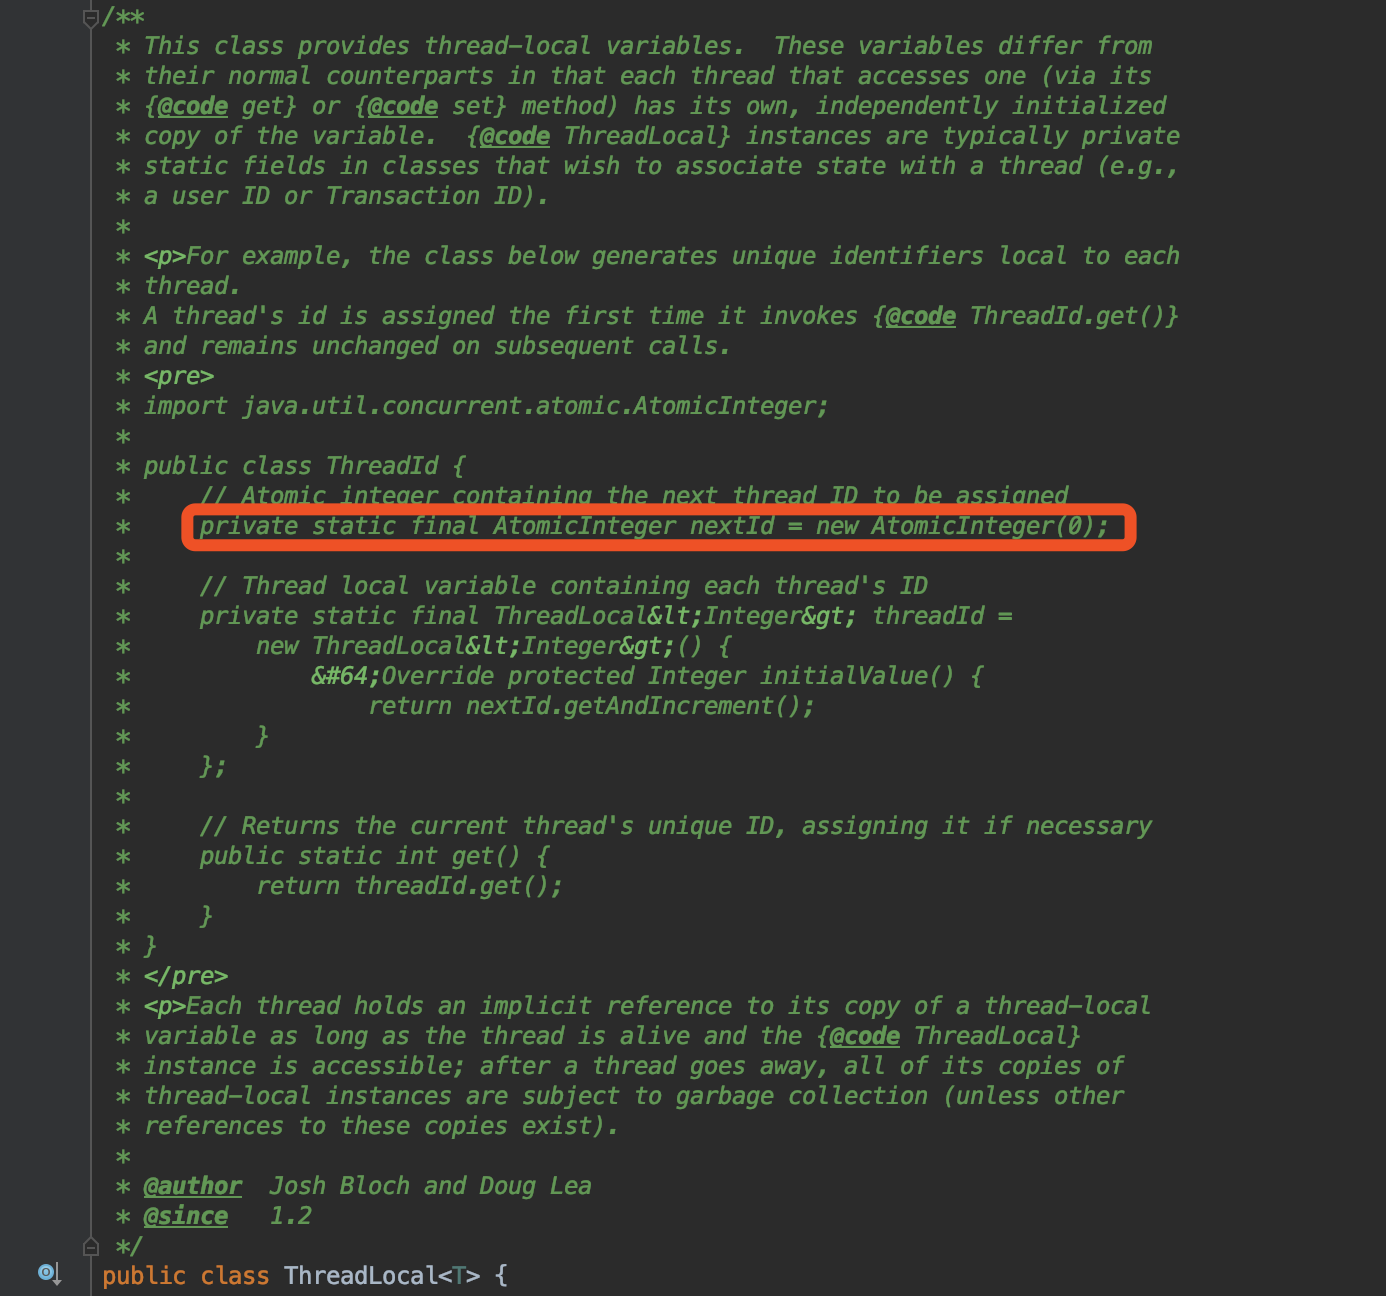 /**
 * This class provides thread-local variables.  These variables differ from
 * their normal counterparts in that each thread that accesses one (via its
 * {@code get} or {@code set} method) has its own, independently initialized
 * copy of the variable.  {@code ThreadLocal} instances are typically private
 * static fields in classes that wish to associate state with a thread (e.g.,
 * a user ID or Transaction ID).
 *
 * <p>For example, the class below generates unique identifiers local to each
 * thread.
 * A thread's id is assigned the first time it invokes {@code ThreadId.get()}
 * and remains unchanged on subsequent calls.
 * <pre>
 * import java.util.concurrent.atomic.AtomicInteger;
 *
 * public class ThreadId {
 *     // Atomic integer containing the next thread ID to be assigned
 *     private static final AtomicInteger nextId = new AtomicInteger(0);
 *
 *     // Thread local variable containing each thread's ID
 *     private static final ThreadLocal&lt;Integer&gt; threadId =
 *         new ThreadLocal&lt;Integer&gt;() {
 *             &#64;Override protected Integer initialValue() {
 *                 return nextId.getAndIncrement();
 *         }
 *     };
 *
 *     // Returns the current thread's unique ID, assigning it if necessary
 *     public static int get() {
 *         return threadId.get();
 *     }
 * }
 * </pre>
 * <p>Each thread holds an implicit reference to its copy of a thread-local
 * variable as long as the thread is alive and the {@code ThreadLocal}
 * instance is accessible; after a thread goes away, all of its copies of
 * thread-local instances are subject to garbage collection (unless other
 * references to these copies exist).
 *
 * @author  Josh Bloch and Doug Lea
 * @since   1.2
 */
public class ThreadLocal<T> {